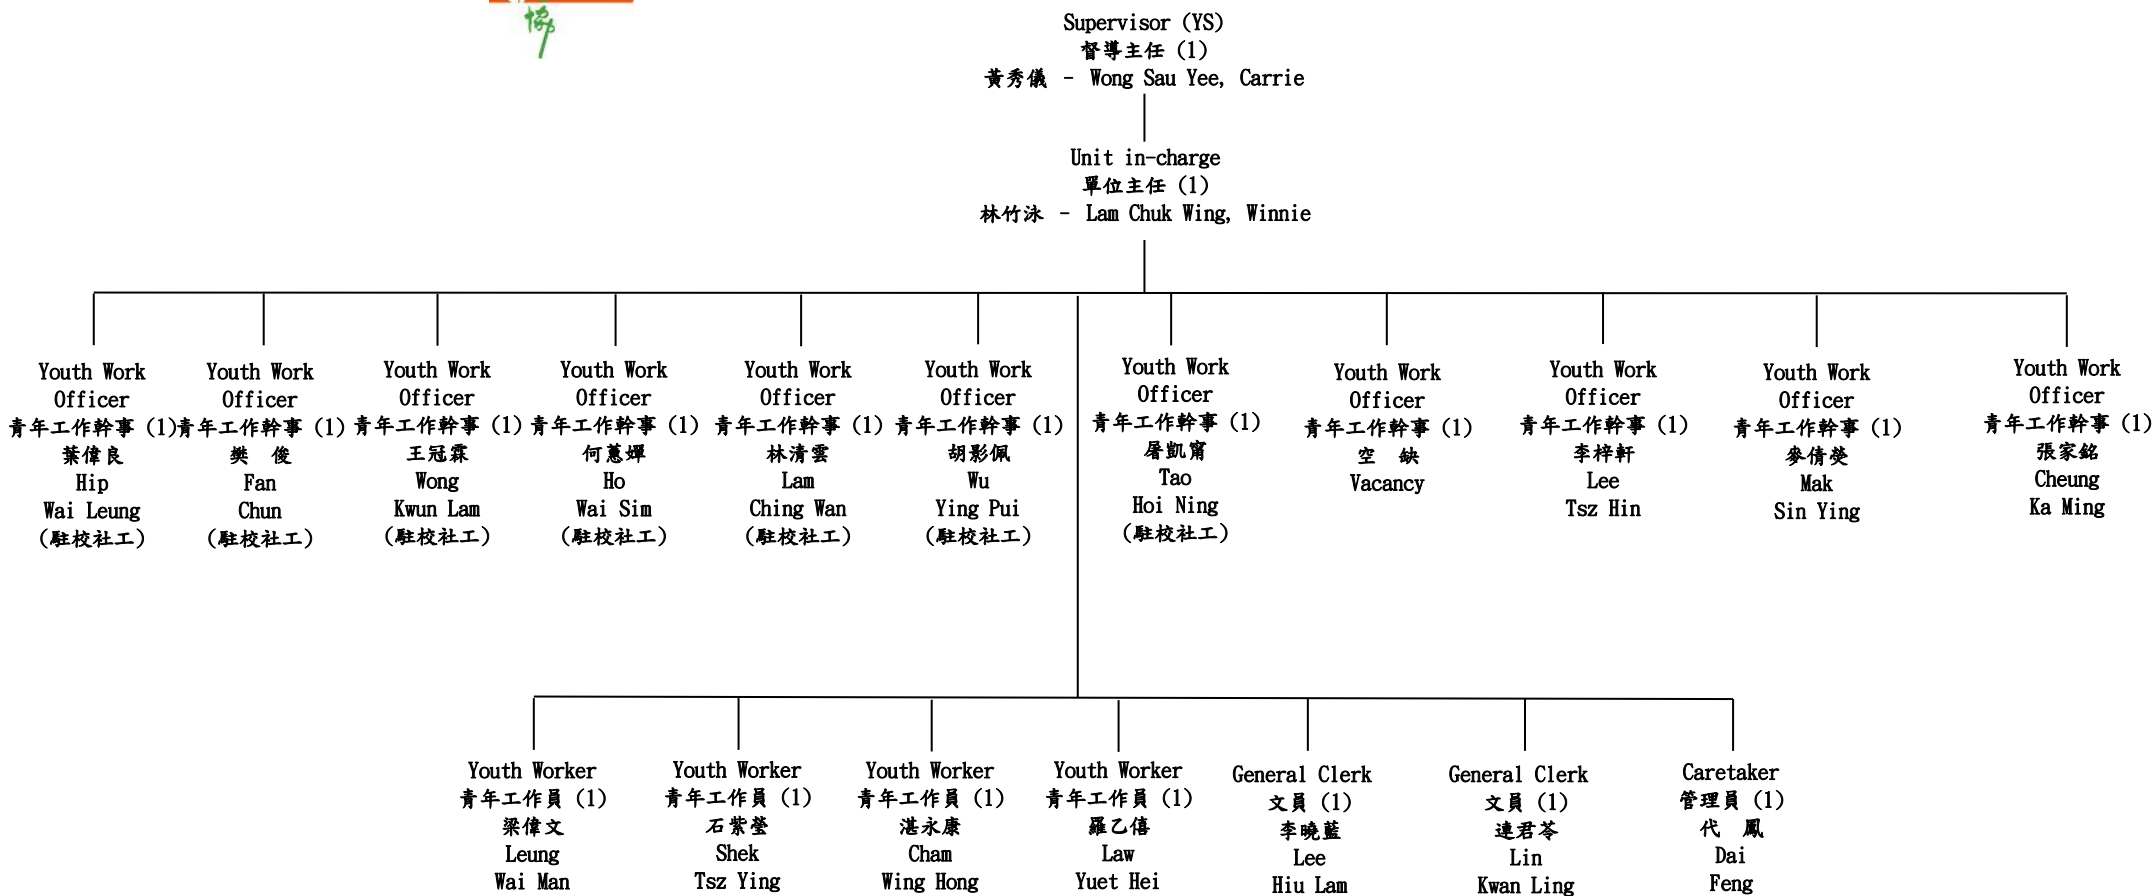 協
Supervisor (YS)
督導主任 (1)
黃秀儀 - Wong Sau Yee, Carrie
Unit in-charge
單位主任 (1)
林竹泳 - Lam Chuk Wing, Winnie
Youth Work
Officer
青年工作幹事 (1)
葉偉良
Hip
Wai Leung
(駐校社工)
Youth Work
Officer
青年工作幹事 (1)
樊 俊
Fan
Chun
(駐校社工)
Youth Work
Officer
青年工作幹事 (1)
王冠霖
Wong
Kwun Lam
(駐校社工)
Youth Work
Officer
青年工作幹事 (1)
何蕙嬋
Ho
Wai Sim
(駐校社工)
Youth Work
Officer
青年工作幹事 (1)
林清雲
Lam
Ching Wan
(駐校社工)
Youth Work
Officer
青年工作幹事 (1)
胡影佩
Wu
Ying Pui
(駐校社工)
Youth Work
Officer
青年工作幹事 (1)
屠凱甯
Tao
Hoi Ning
(駐校社工)
Youth Work
Officer
青年工作幹事 (1)
空 缺
Vacancy
Youth Work
Officer
青年工作幹事 (1)
李梓軒
Lee
Tsz Hin
Youth Work
Officer
青年工作幹事 (1)
麥倩熒
Mak
Sin Ying
Youth Work
Officer
青年工作幹事 (1)
張家銘
Cheung
Ka Ming
Youth Worker
青年工作員 (1)
梁偉文
Leung
Wai Man
Youth Worker
青年工作員 (1)
石紫瑩
Shek
Tsz Ying
Youth Worker
青年工作員 (1)
湛永康
Cham
Wing Hong
Youth Worker
青年工作員 (1)
羅乙僖
Law
Yuet Hei
General Clerk
文員 (1)
李曉藍
Lee
Hiu Lam
General Clerk
文員 (1)
連君苓
Lin
Kwan Ling
Caretaker
管理員 (1)
代 鳳
Dai
Feng